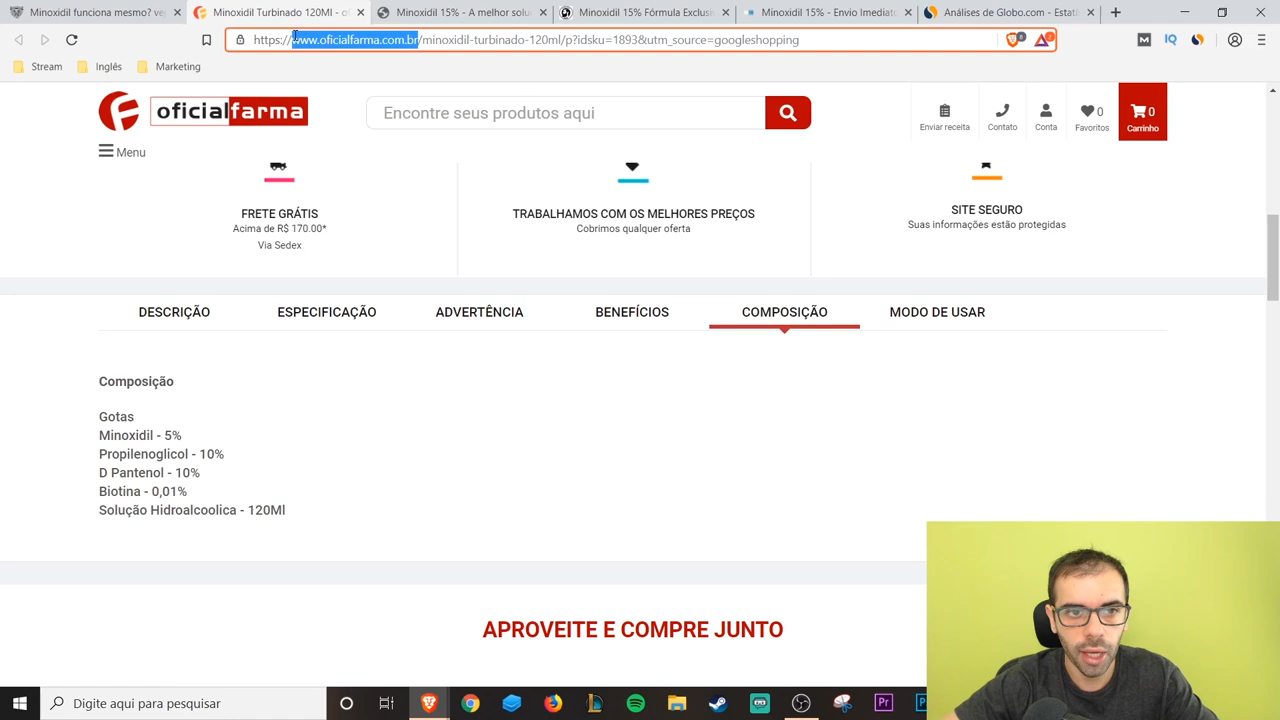 Minoxidil funciona mesmo? ve
Minoxidil Turbinado 120Ml - of
Minoxidil 15% - A melhor solu
Minoxidil 15% Fórmula Exclusiv
Minoxidil 15% - Envio Imediato
Análises de Globo.com - Estatí
https://www.oficialfarma.com.br/minoxidil-turbinado-120ml/p?idsku=1893&utm_source=googleshopping
Stream
Inglês
Marketing
oficialfarma
Encontre seus produtos aqui
Enviar receita
Contato
Conta
0
Favoritos
0
Carrinho
Menu
FRETE GRÁTIS
Acima de R$ 170.00*
Via Sedex
TRABALHAMOS COM OS MELHORES PREÇOS
Cobrimos qualquer oferta
SITE SEGURO
Suas informações estão protegidas
DESCRIÇÃO
ESPECIFICAÇÃO
ADVERTÊNCIA
BENEFÍCIOS
COMPOSIÇÃO
MODO DE USAR
Composição
Gotas
Minoxidil - 5%
Propilenoglicol - 10%
D Pantenol - 10%
Biotina - 0,01%
Solução Hidroalcoolica - 120Ml
APROVEITE E COMPRE JUNTO
Digite aqui para pesquisar